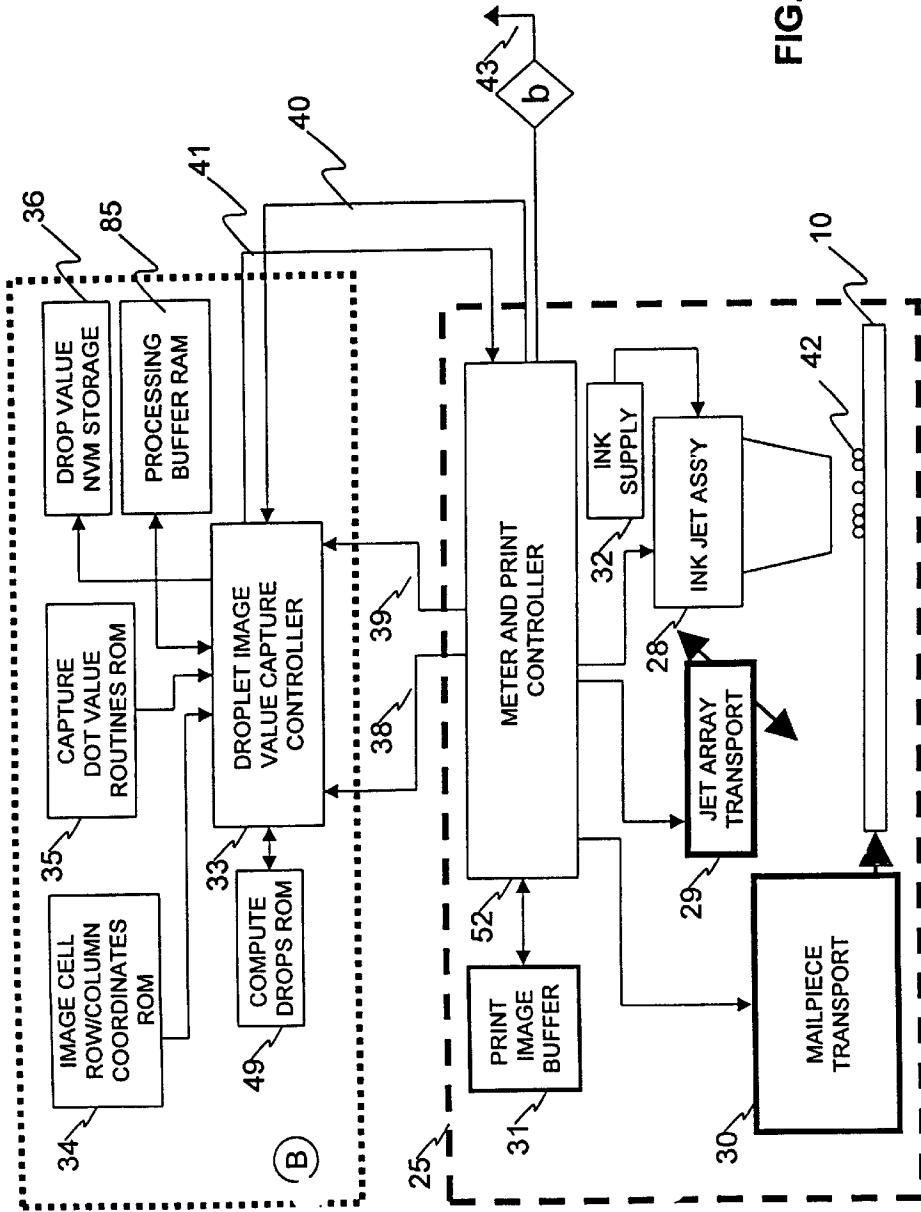 36
DROP VALUE
NVM STORAGE
85
PROCESSING
BUFFER RAM
CAPTURE
DOT VALUE
ROUTINES ROM
35
IMAGE CELL
ROW/COLUMN
COORDINATES
ROM
34
DROPLET IMAGE
VALUE CAPTURE
CONTROLLER
33
COMPUTE
DROPS ROM
49
B
41
40
39
38
43
b
25
METER AND PRINT
CONTROLLER
52
PRINT
IMAGE
BUFFER
31
INK
SUPPLY
32
INK JET ASS'Y
28
JET ARRAY
TRANSPORT
29
MAILPIECE
TRANSPORT
30
42
10
FIG.